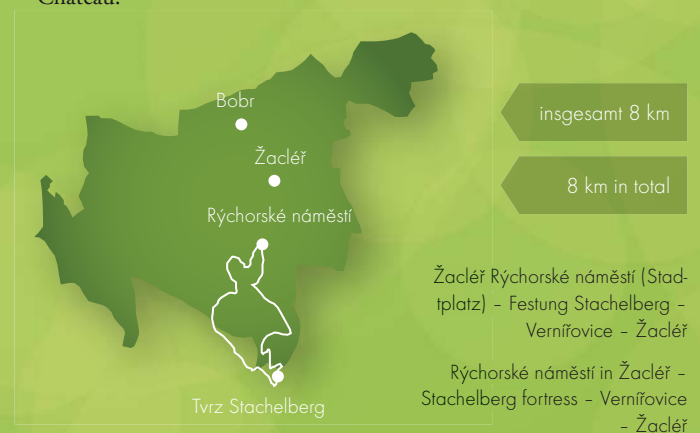 Chateau.
Bobr
Žacléř
Rýchorské náměstí
Tvrz Stachelberg
insgesamt 8 km
8 km in total
Žacléř Rýchorské náměstí (Stad-
tplatz) – Festung Stachelberg –
Vernířovice – Žacléř
Rýchorské náměstí in Žacléř –
Stachelberg fortress – Vernířovice
– Žacléř